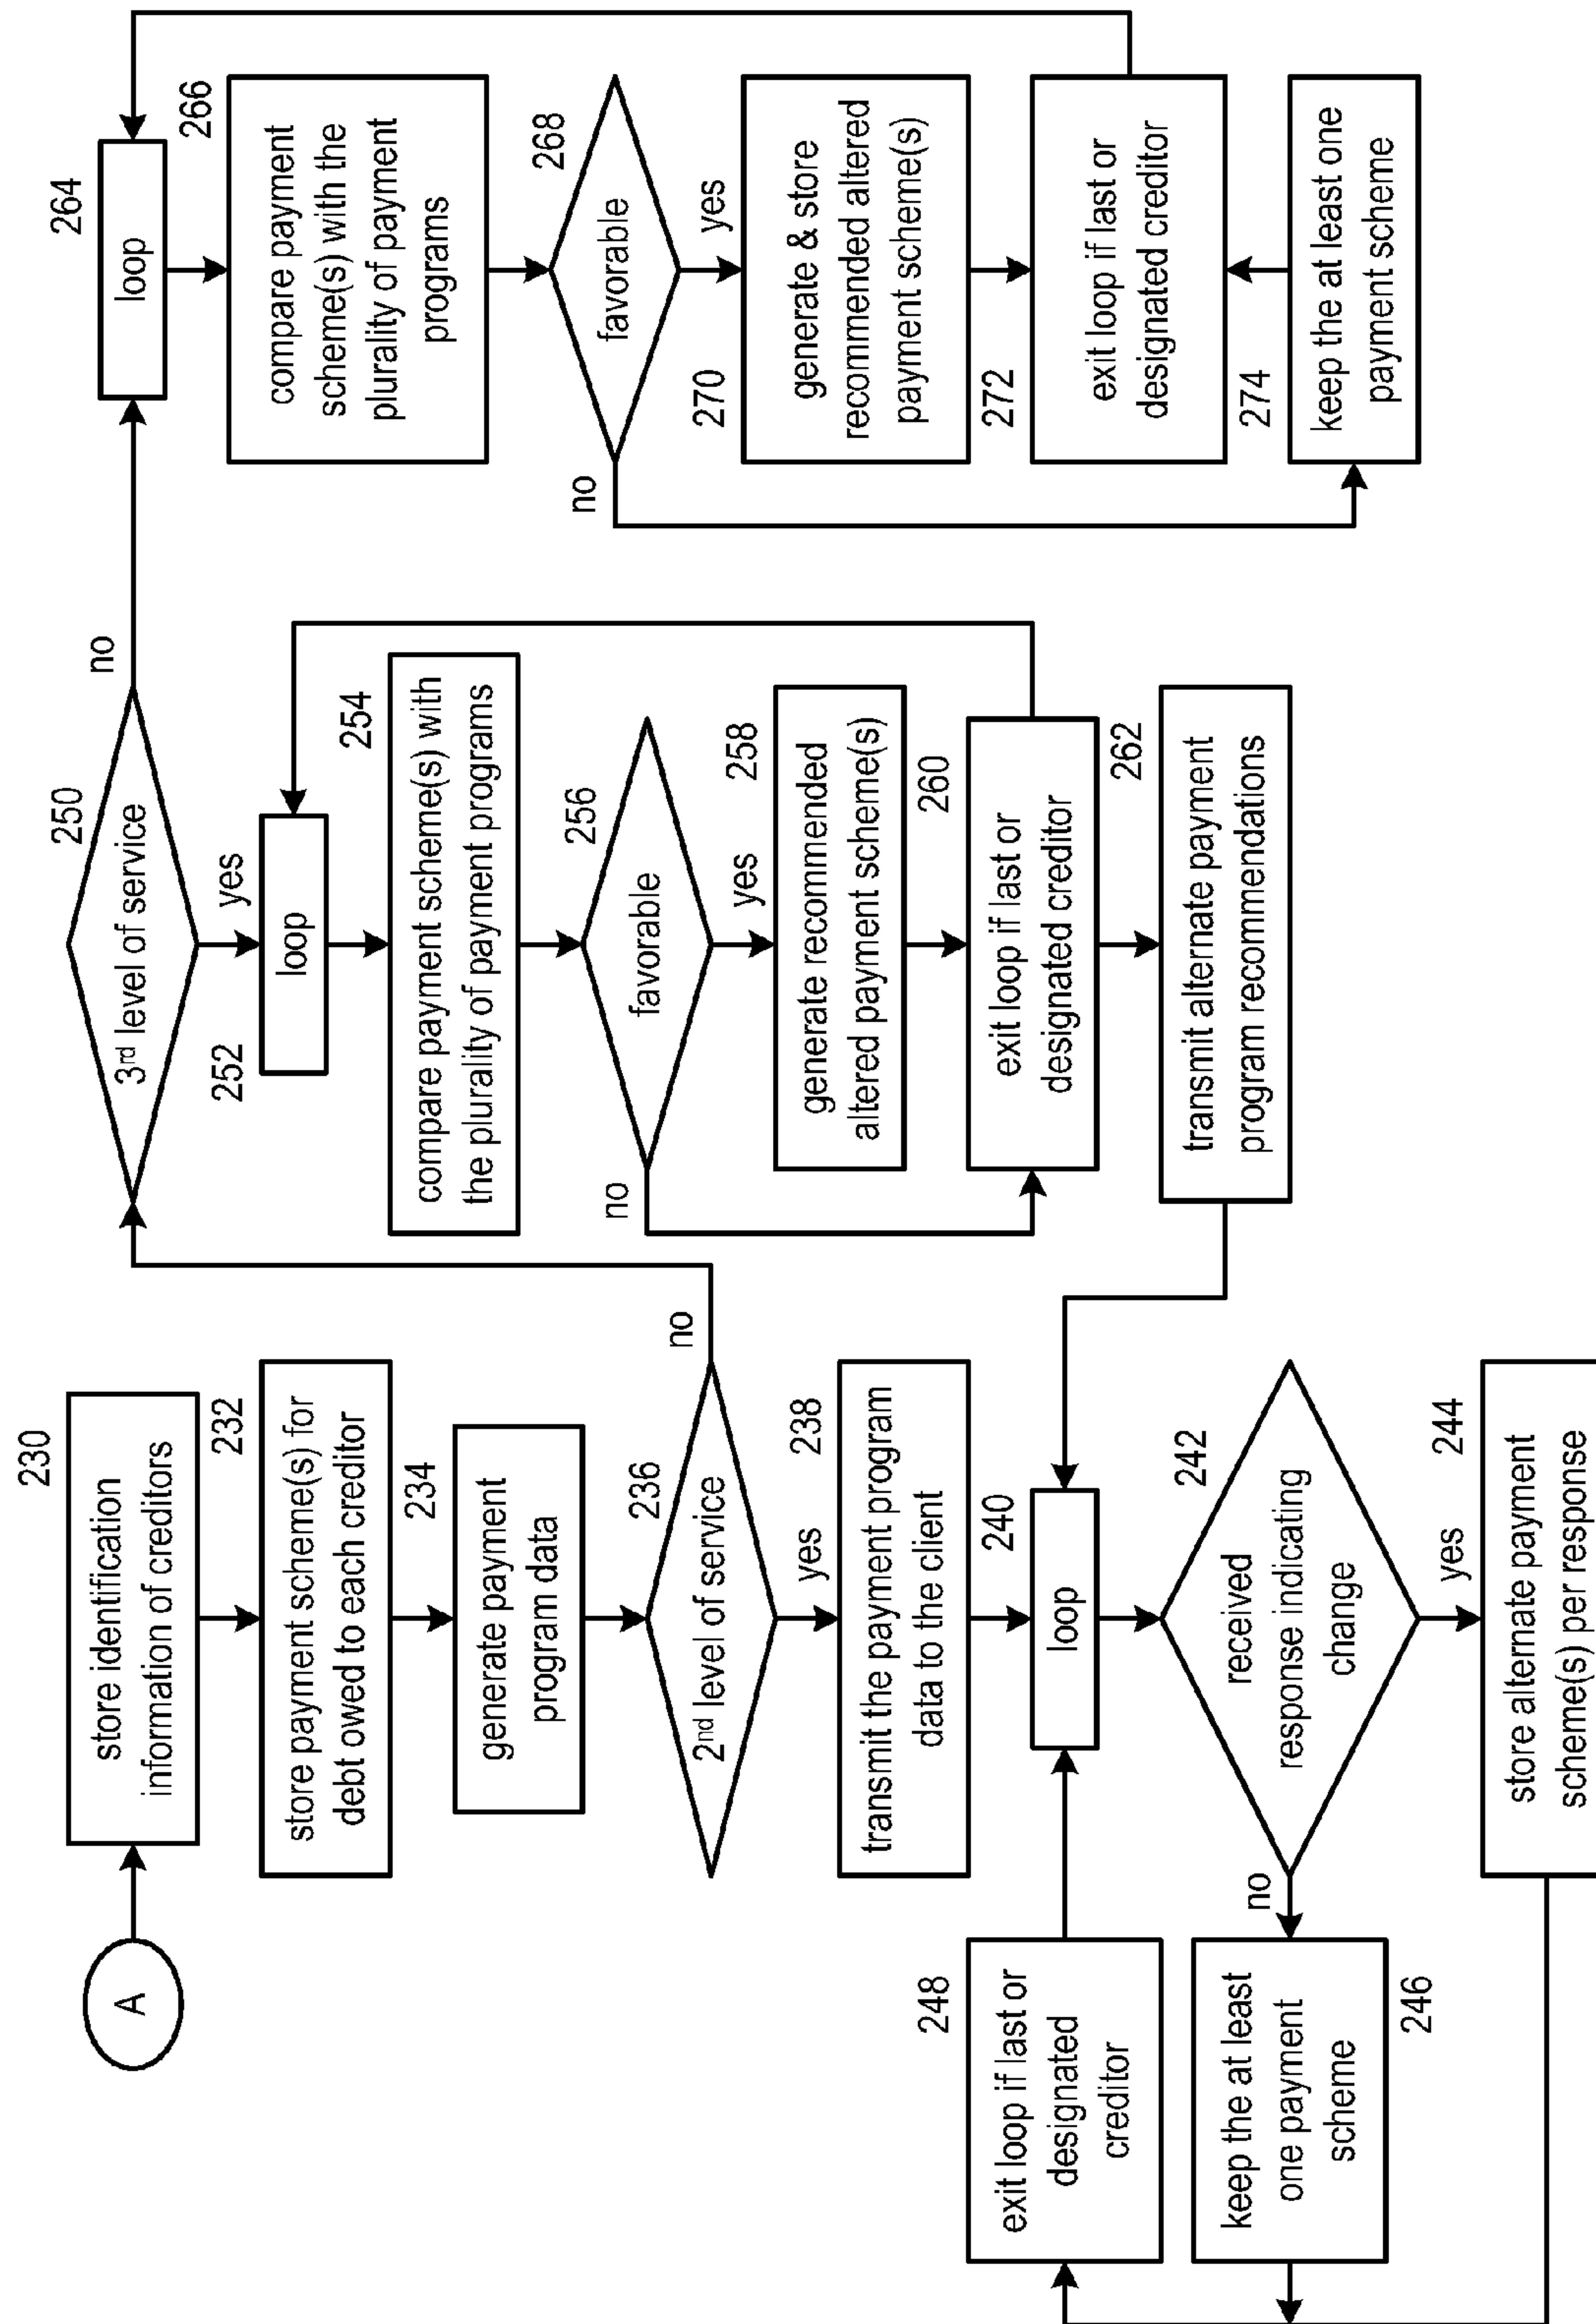 A
230
store identification
information of creditors
232
store payment scheme(s) for
debt owed to each creditor
234
generate payment
program data
236
2nd level of service
no
yes
238
transmit the payment program
data to the client
240
loop
242
received
response indicating
change
no
yes
244
store alternate payment
scheme(s) per response
246
keep the at least
one payment
scheme
248
exit loop if last or
designated
creditor
250
3rd level of service
no
yes
252
loop
254
compare payment scheme(s) with
the plurality of payment programs
256
favorable
no
yes
258
generate recommended
altered payment scheme(s)
260
exit loop if last or
designated creditor
262
transmit alternate payment
program recommendations
264
loop
266
compare payment
scheme(s) with the
plurality of payment
programs
268
favorable
no
yes
270
generate & store
recommended altered
payment scheme(s)
272
exit loop if last or
designated creditor
274
keep the at least one
payment scheme